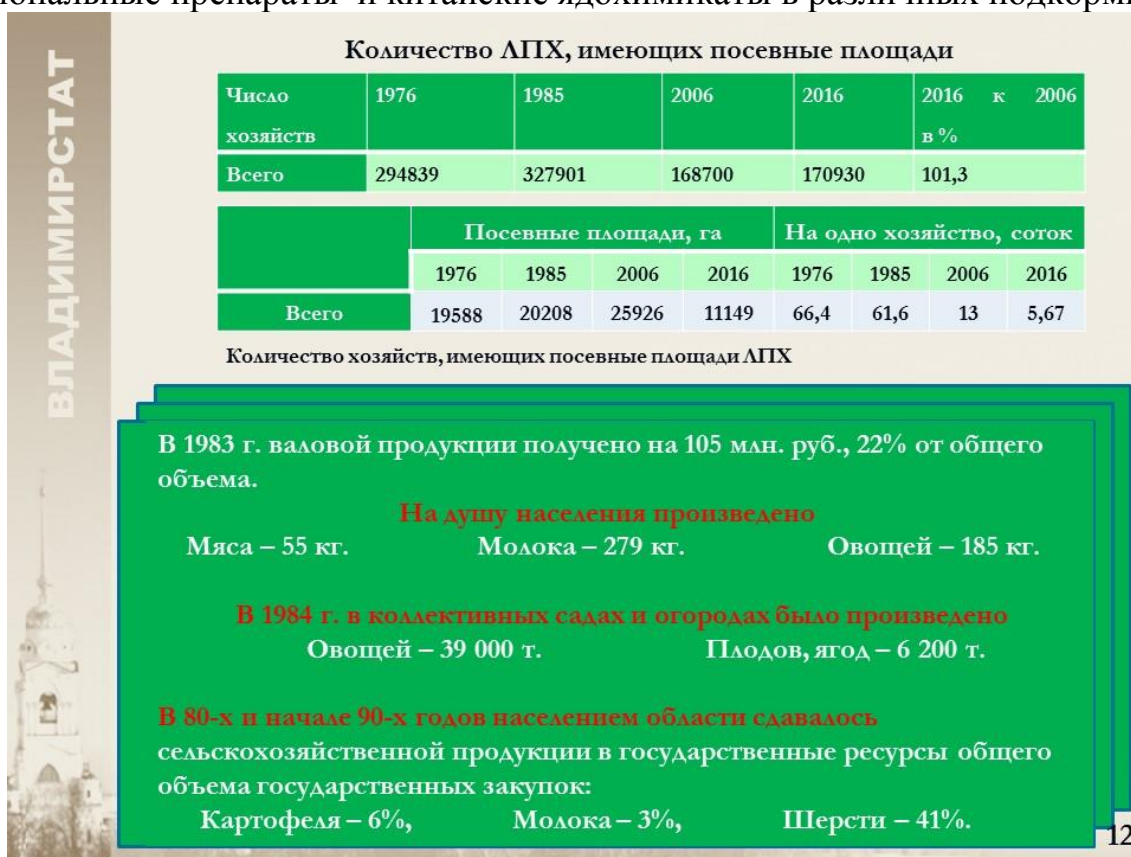 препараты и китайские ядохимикаты в различных
ВЛАДИМИРСТАТ
Количество ЛПХ, имеющих посевные площади
Число хозяйств 1976 1985 2006 2016 2016 к 2006 в %
Всего 294839 327901 168700 170930 101,3
Посевные площади, га На одно хозяйство, соток
1976 1985 2006 2016 1976 1985 2006 2016
Всего 19588 20208 25926 11149 66,4 61,6 13 5,67
Количество хозяйств, имеющих посевные площади ЛПХ
В 1983 г. валовой продукции получено на 105 млн. руб., 22% от общего
объема.
На душу населения произведено
Мяса – 55 кг. Молока – 279 кг. Овощей – 185 кг.
В 1984 г. в коллективных садах и огородах было произведено
Овощей – 39 000 т. Плодов, ягод – 6 200 т.
В 80-х и начале 90-х годов населением области сдавалось
сельскохозяйственной продукции в государственные ресурсы общего
объема государственных закупок:
Картофеля – 6%, Молока – 3%, Шерсти – 41%.
12